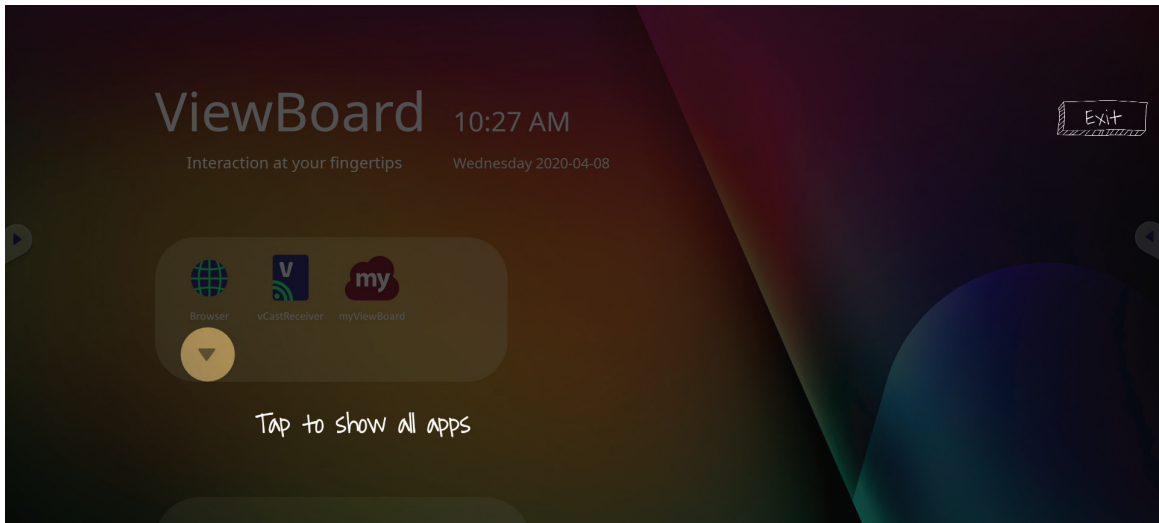 ViewBoard 10:27 AM
Interaction at your fingertips Wednesday 2020-04-08
Exit
V
my
Browser vCastReceiver myViewBoard
Tap to show all apps